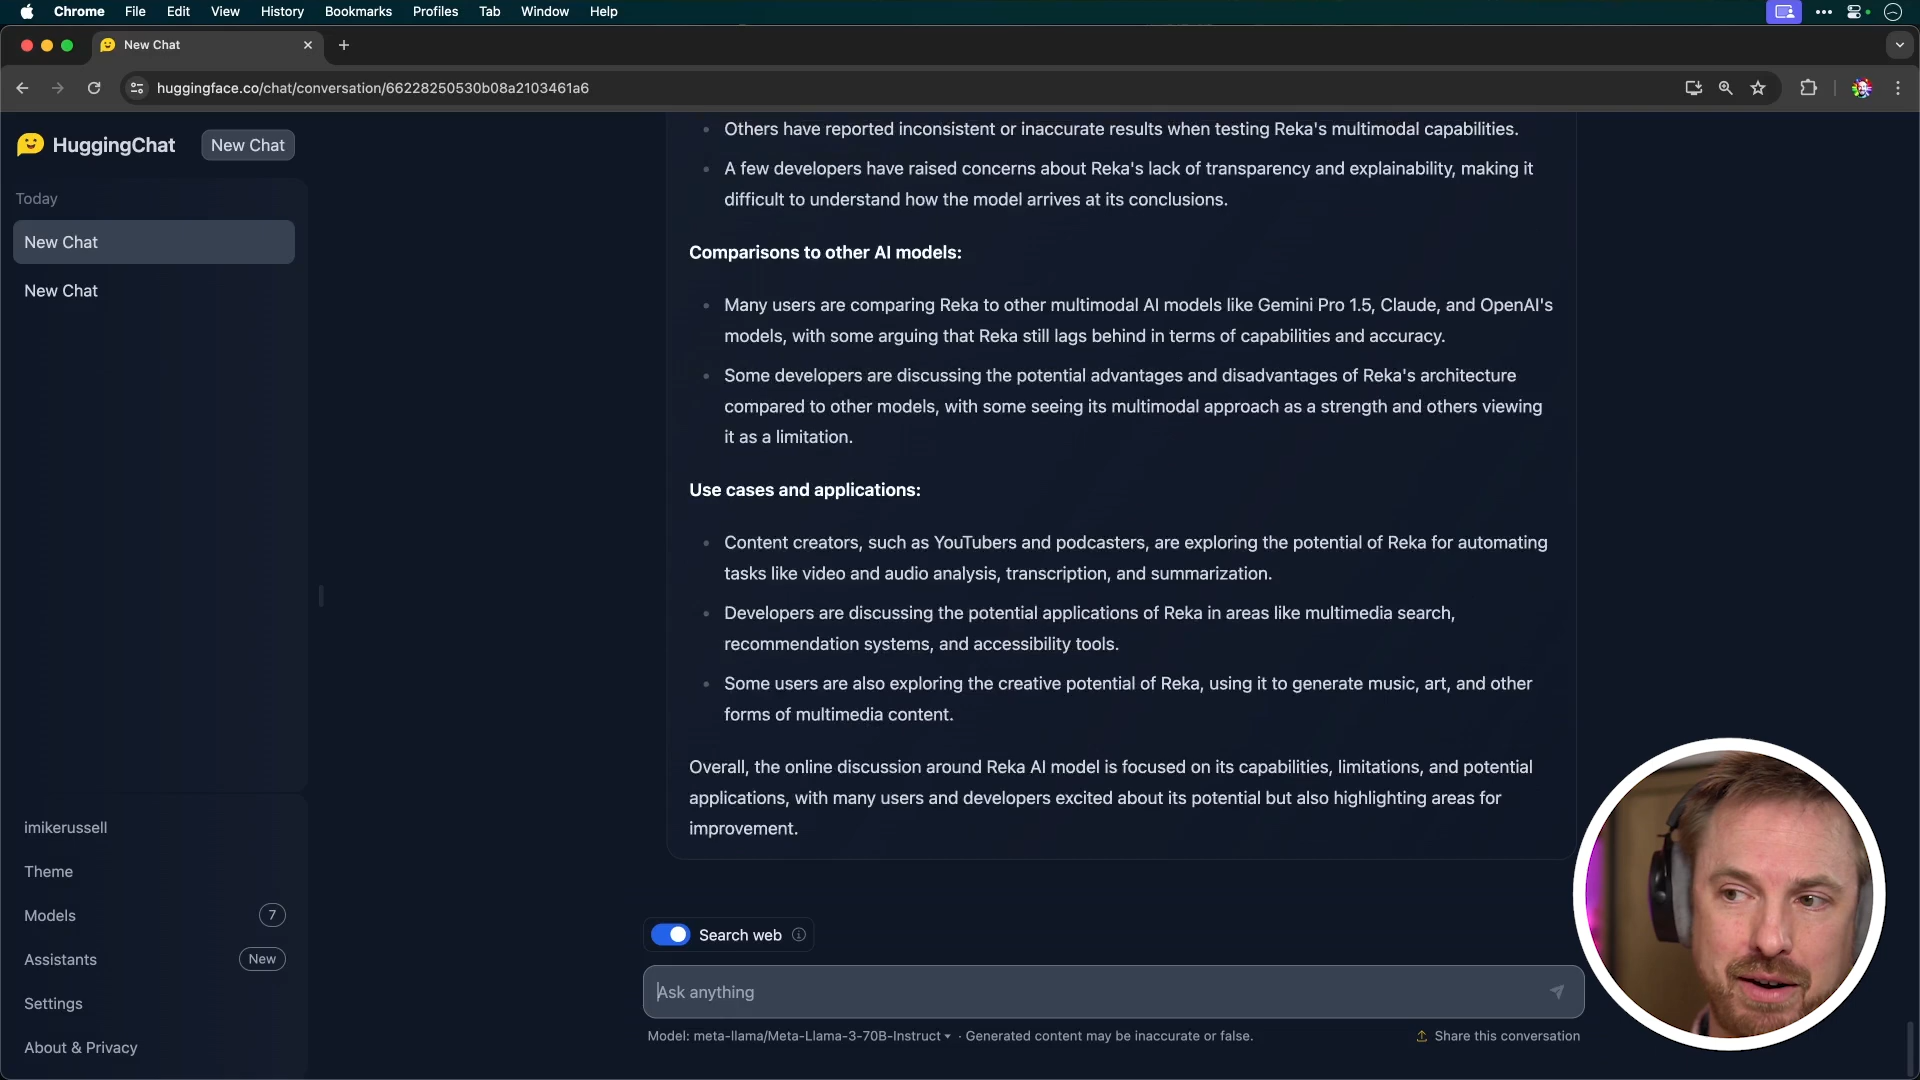 Chrome File Edit View History Bookmarks Profiles Tab Window Help
New Chat
huggingface.co/chat/conversation/66228250530b08a2103461a6
HuggingChat
New Chat
Today
New Chat
New Chat
imikerussell
Theme
Models 7
Assistants New
Settings
About & Privacy
Others have reported inconsistent or inaccurate results when testing Reka's multimodal capabilities.
A few developers have raised concerns about Reka's lack of transparency and explainability, making it
difficult to understand how the model arrives at its conclusions.
Comparisons to other AI models:
Many users are comparing Reka to other multimodal AI models like Gemini Pro 1.5, Claude, and OpenAI's
models, with some arguing that Reka still lags behind in terms of capabilities and accuracy.
Some developers are discussing the potential advantages and disadvantages of Reka's architecture
compared to other models, with some seeing its multimodal approach as a strength and others viewing
it as a limitation.
Use cases and applications:
Content creators, such as YouTubers and podcasters, are exploring the potential of Reka for automating
tasks like video and audio analysis, transcription, and summarization.
Developers are discussing the potential applications of Reka in areas like multimedia search,
recommendation systems, and accessibility tools.
Some users are also exploring the creative potential of Reka, using it to generate music, art, and other
forms of multimedia content.
Overall, the online discussion around Reka AI model is focused on its capabilities, limitations, and potential
applications, with many users and developers excited about its potential but also highlighting areas for
improvement.
Search web
Ask anything
Model: meta-llama/Meta-Llama-3-70B-Instruct · Generated content may be inaccurate or false.
Share this conversation